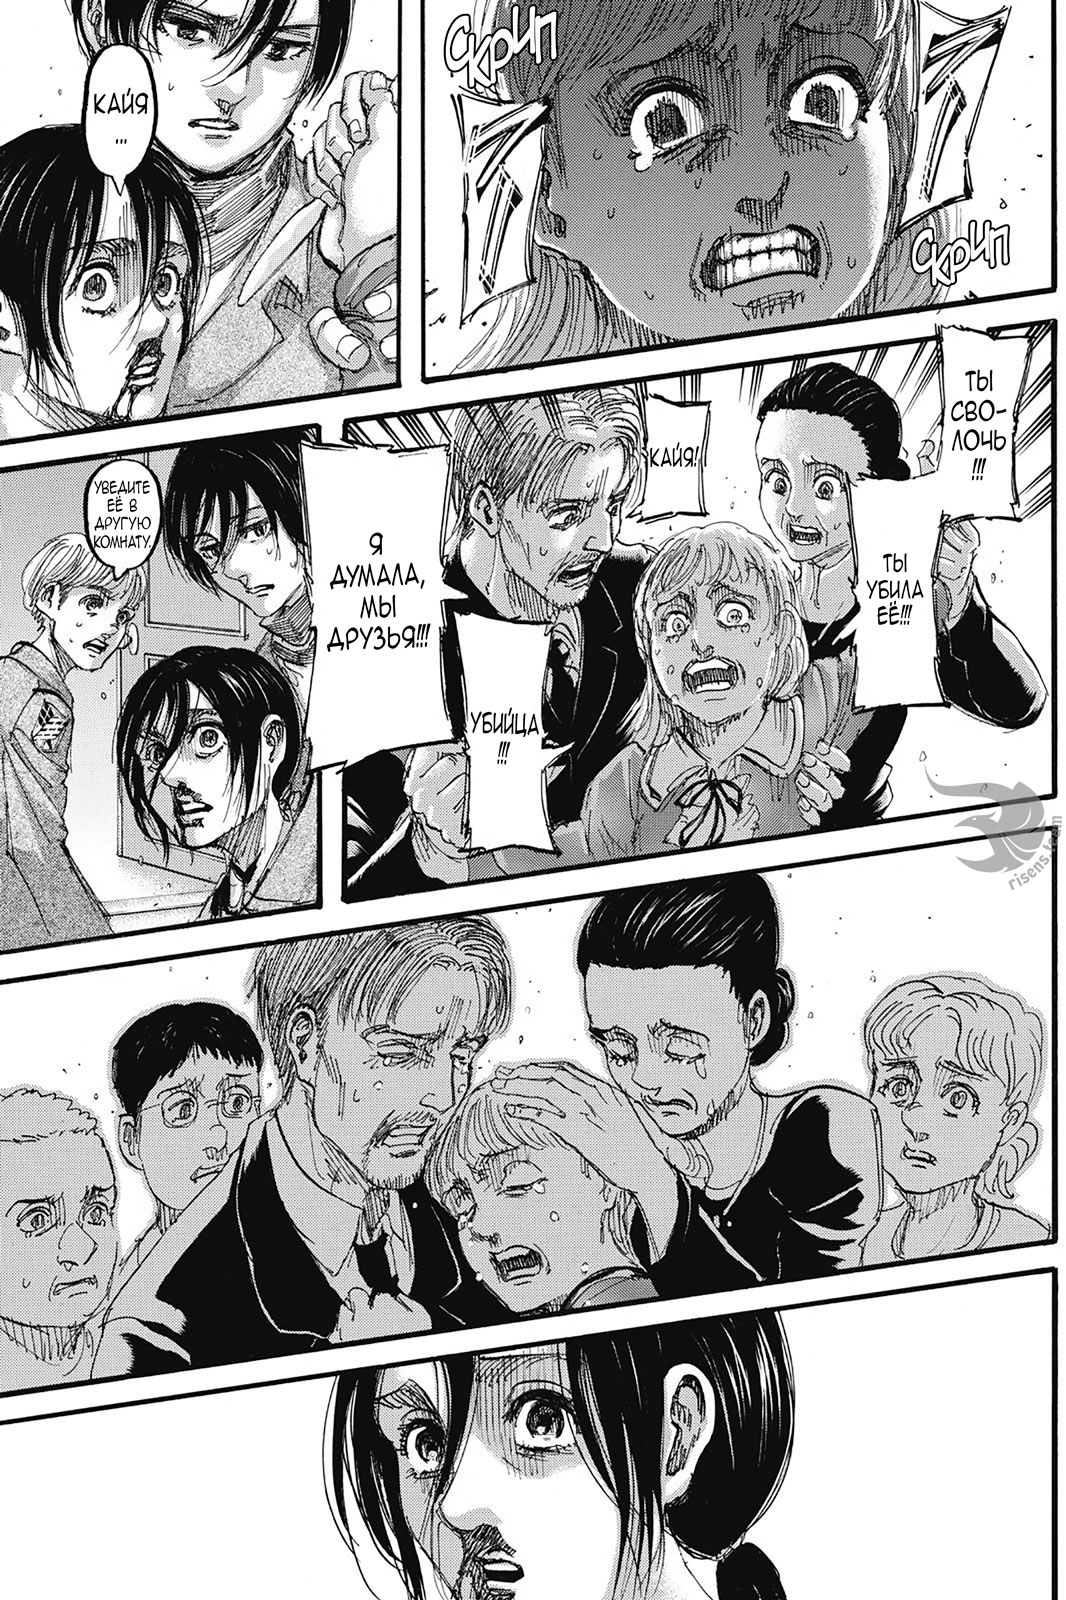 СКРИП
СКРИП
КАЙЯ
...
ТЫ
СВО-
ЛОЧЬ
!!!
ТЫ
УБИЛА
ЕЁ!!!
КАЙЯ!
УБИЙЦА
!!!
Я
ДУМАЛА,
МЫ
ДРУЗЬЯ!!!
УВЕДИТЕ
ЕЁ В
ДРУГУЮ
КОМНАТУ.
risens.team